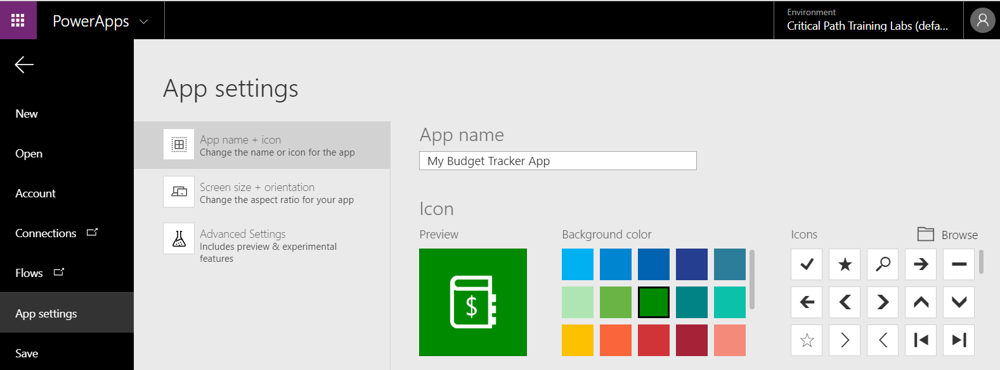 PowerApps
Environment
Critical Path Training Labs (defa...
New
Open
Account
Connections
Flows
App settings
Save
App settings
App name + icon
Change the name or icon for the app
Screen size + orientation
Change the aspect ratio for your app
Advanced Settings
Includes preview & experimental
features
App name
My Budget Tracker App
Icon
Preview
$
Background color
Icons
Browse